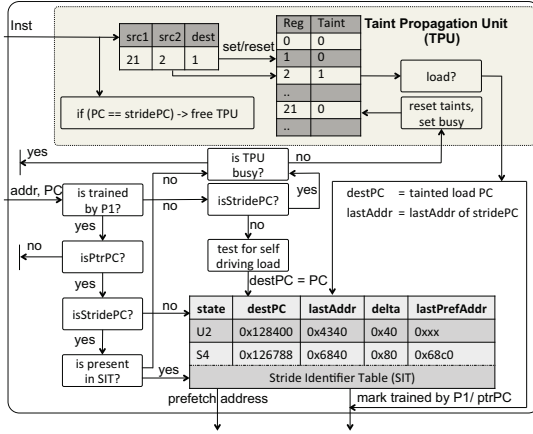 Inst
src1 src2 dest
21 2 1
set/reset
Reg Taint
0 0
1 0
2 1
..
21 0
..
Taint Propagation Unit
(TPU)
load?
reset taints,
set busy
if (PC == stridePC) -> free TPU
yes
is TPU
busy?
no
addr, PC
is trained
by P1?
no
no
isStridePC?
yes
destPC = tainted load PC
lastAddr = lastAddr of stridePC
yes
no
no
isPtrPC?
test for self
driving load
yes
destPC = PC
isStridePC?
no
state destPC lastAddr delta lastPrefAddr
U2 0x128400 0x4340 0x40 0xxx
S4 0x126788 0x6840 0x80 0x68c0
Stride Identifier Table (SIT)
yes
is present
in SIT?
yes
prefetch address
mark trained by P1/ ptrPC